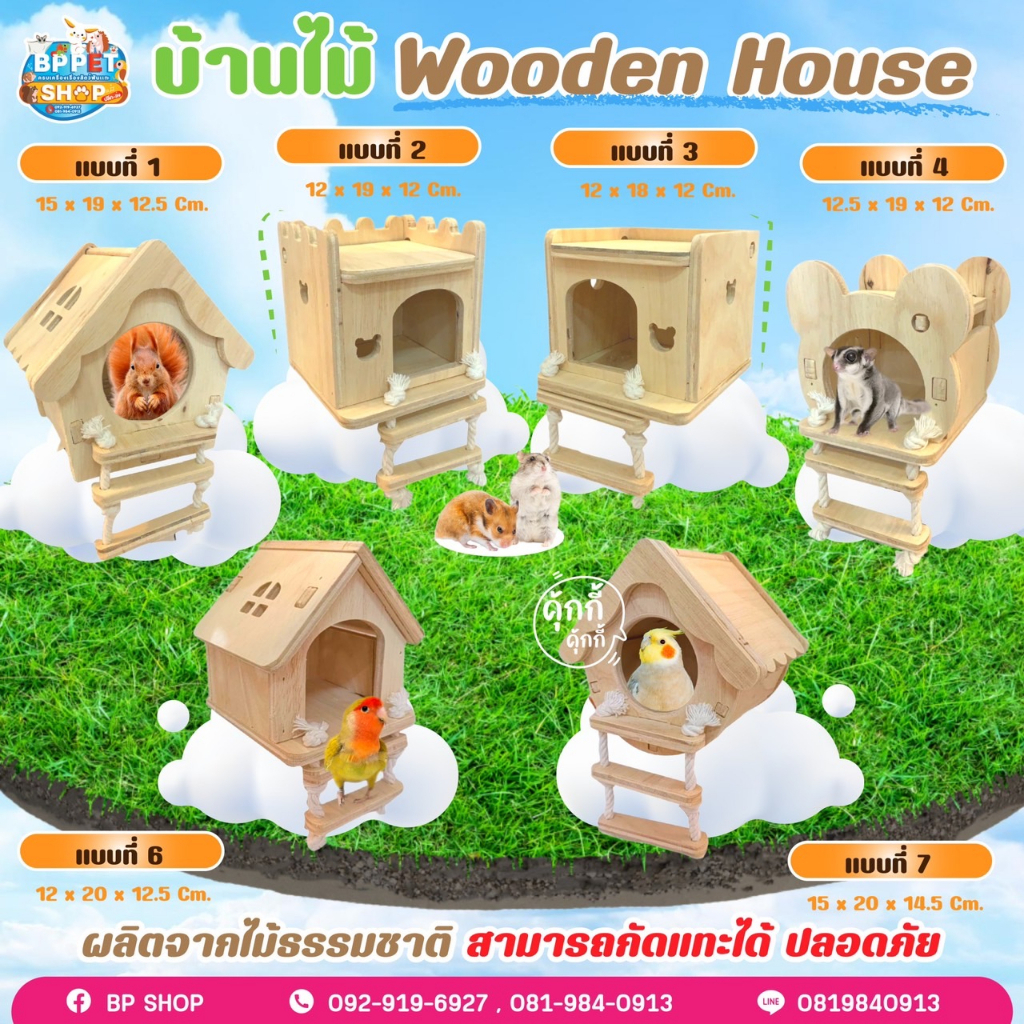 BPPET
SHOP
บ้านไม้ Wooden House
แบบที่ 1
15 x 19 x 12.5 Cm.
แบบที่ 2
12 x 19 x 12 Cm.
แบบที่ 3
12 x 18 x 12 Cm.
แบบที่ 4
12.5 x 19 x 12 Cm.
คุ้กกี้
คุ้กกี้
แบบที่ 6
12 x 20 x 12.5 Cm.
แบบที่ 7
15 x 20 x 14.5 Cm.
ผลิตจากไม้ธรรมชาติ สามารถกัดแทะได้ ปลอดภัย
BP SHOP
092-919-6927 , 081-984-0913
LINE 0819840913